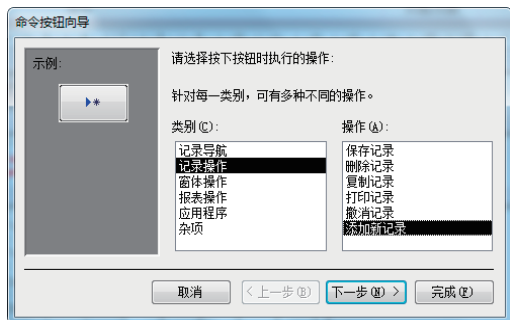 命令按钮向导
示例:
请选择按下按钮时执行的操作:
针对每一类别，可有多种不同的操作。
类别(C):
记录导航
记录操作
窗体操作
报表操作
应用程序
杂项
操作(A):
保存记录
删除记录
复制记录
打印记录
撤消记录
添加新记录
取消
<上一步(B)
下一步(N) >
完成(F)